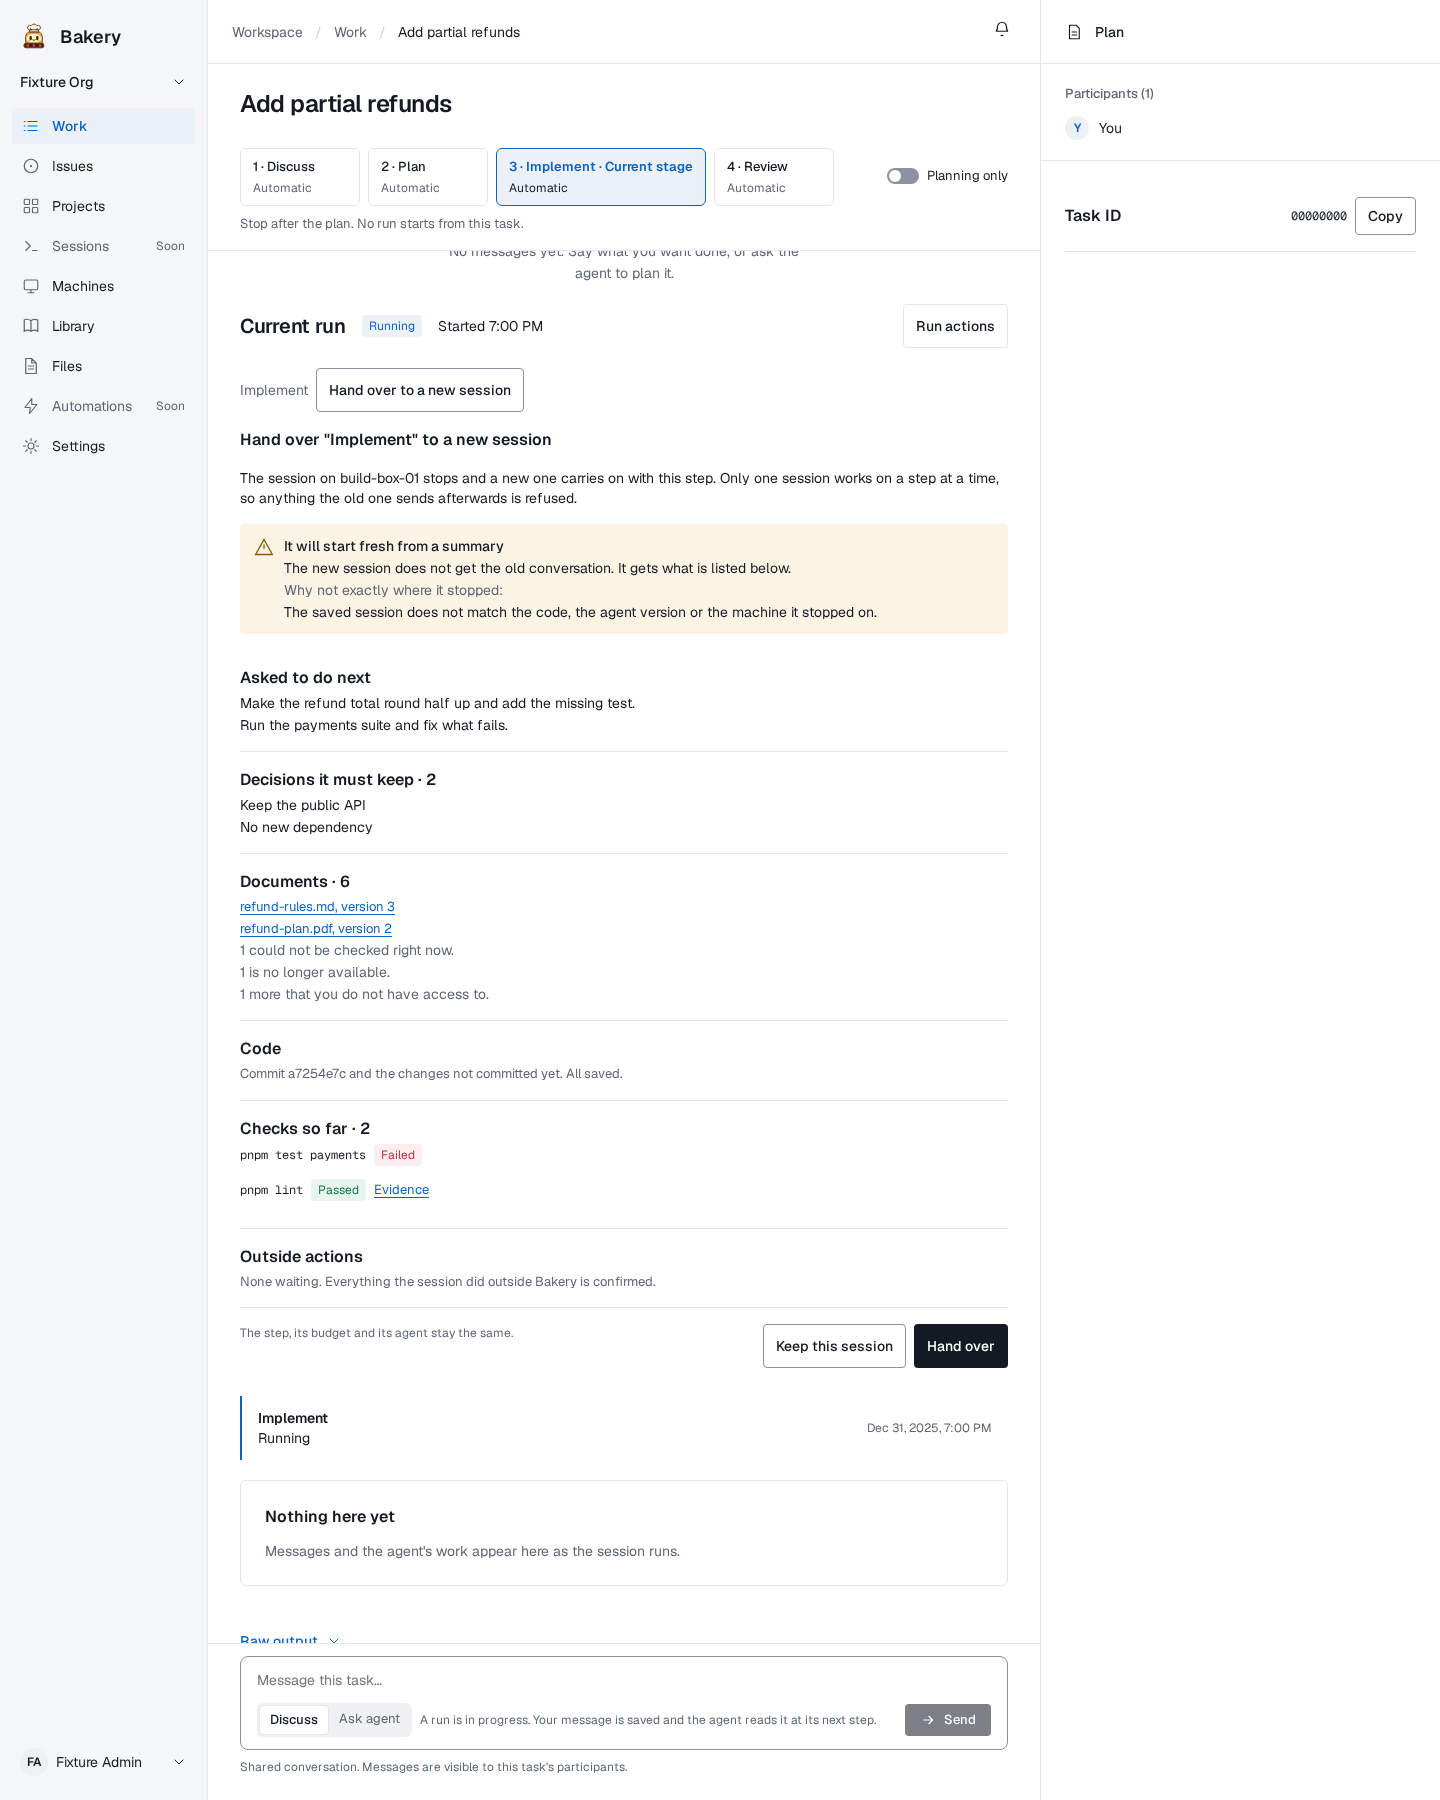 Bakery
Fixture Org
Work
Issues
Projects
Sessions Soon
Machines
Library
Files
Automations Soon
Settings
FA Fixture Admin
Workspace / Work / Add partial refunds
Add partial refunds
1 · Discuss
Automatic
2 · Plan
Automatic
3 · Implement · Current stage
Automatic
4 · Review
Automatic
Planning only
Stop after the plan. No run starts from this task.
No messages yet. Say what you want done, or ask the
agent to plan it.
Current run Running Started 7:00 PM Run actions
Implement Hand over to a new session
Hand over "Implement" to a new session
The session on build-box-01 stops and a new one carries on with this step. Only one session works on a step at a time,
so anything the old one sends afterwards is refused.
It will start fresh from a summary
The new session does not get the old conversation. It gets what is listed below.
Why not exactly where it stopped:
The saved session does not match the code, the agent version or the machine it stopped on.
Asked to do next
Make the refund total round half up and add the missing test.
Run the payments suite and fix what fails.
Decisions it must keep · 2
Keep the public API
No new dependency
Documents · 6
refund-rules.md, version 3
refund-plan.pdf, version 2
1 could not be checked right now.
1 is no longer available.
1 more that you do not have access to.
Code
Commit a7254e7c and the changes not committed yet. All saved.
Checks so far · 2
pnpm test payments Failed
pnpm lint Passed Evidence
Outside actions
None waiting. Everything the session did outside Bakery is confirmed.
The step, its budget and its agent stay the same.
Keep this session Hand over
Implement
Running
Dec 31, 2025, 7:00 PM
Nothing here yet
Messages and the agent's work appear here as the session runs.
Raw output
Message this task…
Discuss Ask agent A run is in progress. Your message is saved and the agent reads it at its next step. Send
Shared conversation. Messages are visible to this task's participants.
Plan
Participants (1)
Y You
Task ID 00000000 Copy